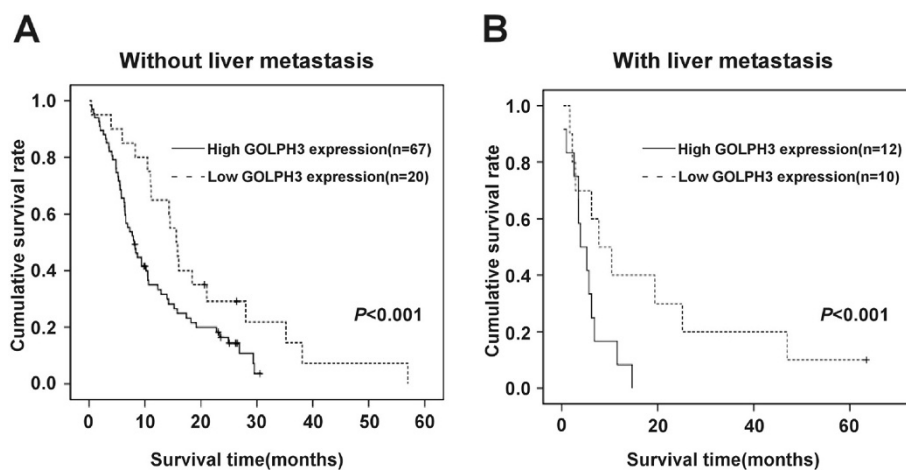 A
Without liver metastasis
Cumulative survival rate
1.0
0.8
0.6
0.4
0.2
0.0
High GOLPH3 expression(n=67)
Low GOLPH3 expression(n=20)
P<0.001
0 10 20 30 40 50 60
Survival time(months)
B
With liver metastasis
Cumulative survival rate
1.0
0.8
0.6
0.4
0.2
0.0
High GOLPH3 expression(n=12)
Low GOLPH3 expression(n=10)
P<0.001
0 20 40 60
Survival time(months)